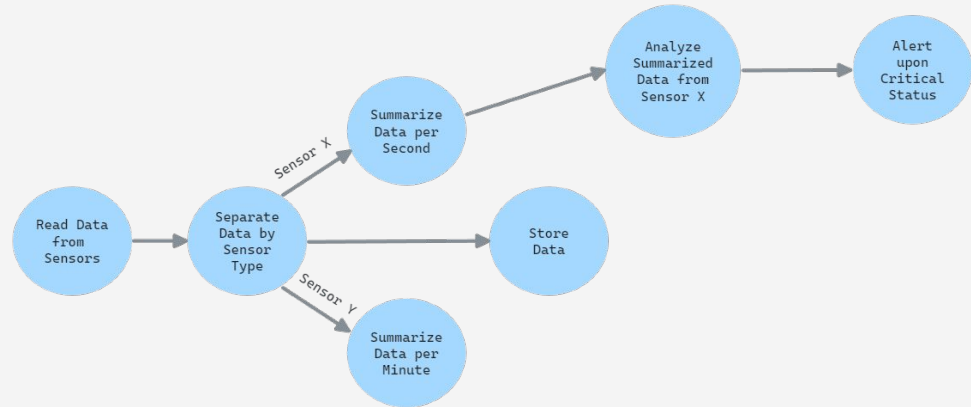 Read Data
from
Sensors
Separate
Data by
Sensor
Type
Sensor X
Summarize
Data per
Second
Analyze
Summarized
Data from
Sensor X
Alert
upon
Critical
Status
Store
Data
Sensor Y
Summarize
Data per
Minute